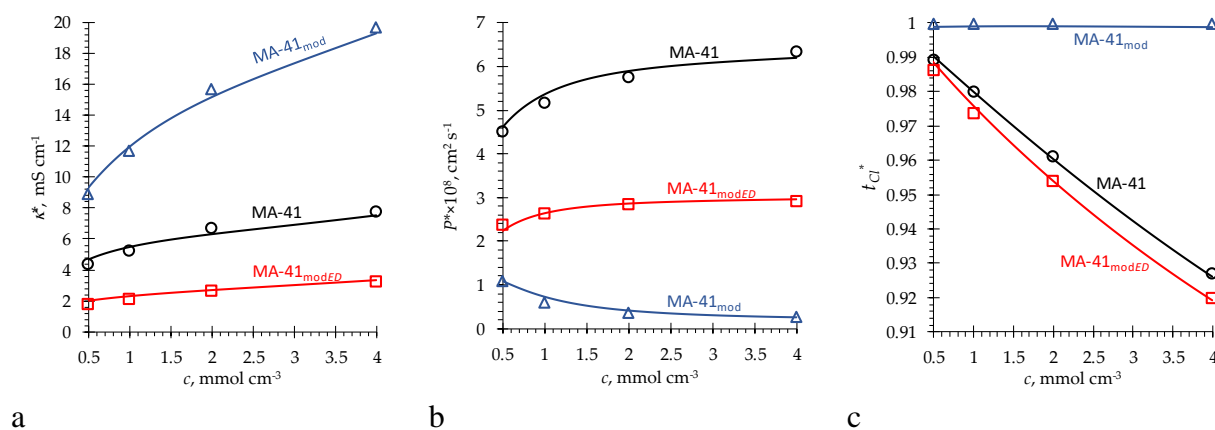 κ*, mS cm-1
20
18
16
14
12
10
8
6
4
2
0
MA-41mod
MA-41
MA-41modED
0.5 1 1.5 2 2.5 3 3.5 4
c, mmol cm-3
a
P*×10⁸, cm² s-1
7
6
5
4
3
2
1
0
MA-41
MA-41modED
MA-41mod
0.5 1 1.5 2 2.5 3 3.5 4
c, mmol cm-3
b
tCl*
1
0.99
0.98
0.97
0.96
0.95
0.94
0.93
0.92
0.91
MA-41mod
MA-41
MA-41modED
0.5 1 1.5 2 2.5 3 3.5 4
c, mmol cm-3
c